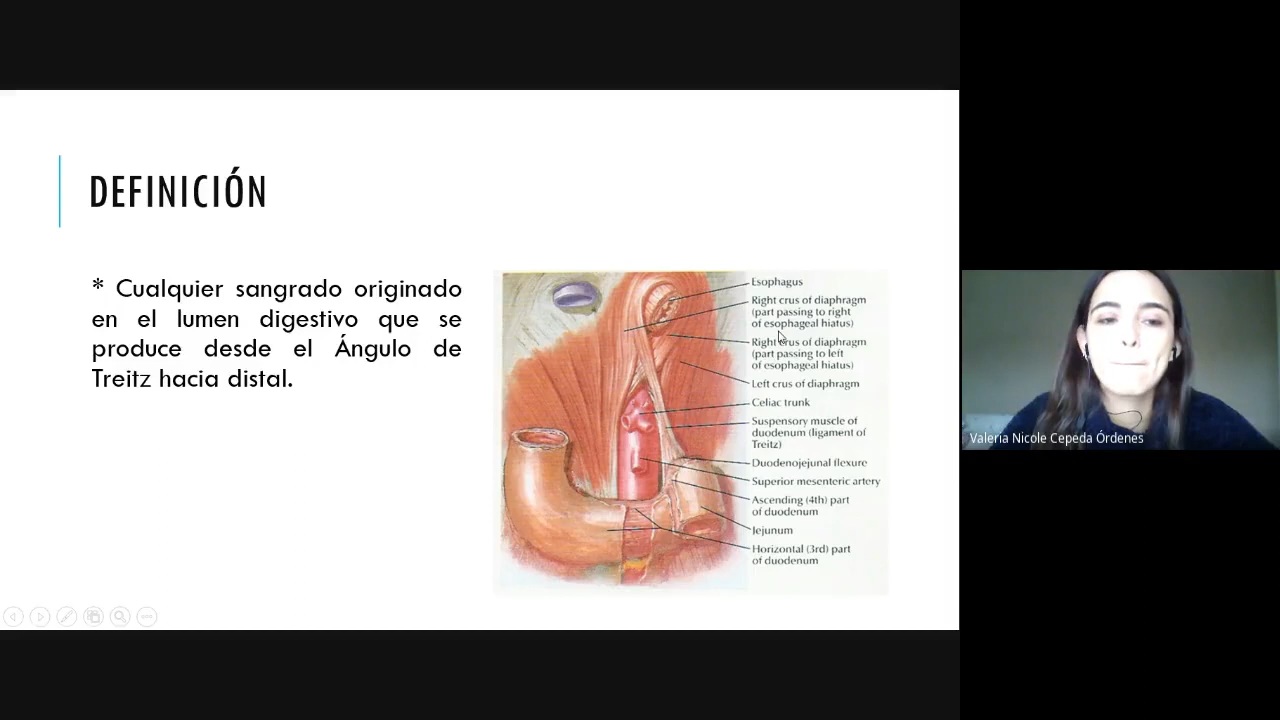 DEFINICIÓN
* Cualquier sangrado originado
en el lumen digestivo que se
produce desde el Ángulo de
Treitz hacia distal.
Esophagus
Right crus of diaphragm
(part passing to right
of esophageal hiatus)
Right crus of diaphragm
(part passing to left
of esophageal hiatus)
Left crus of diaphragm
Celiac trunk
Suspensory muscle of
duodenum (ligament of
Treitz)
Duodenojejunal flexure
Superior mesenteric artery
Ascending (4th) part
of duodenum
Jejunum
Horizontal (3rd) part
of duodenum
Valeria Nicole Cepeda Órdenes